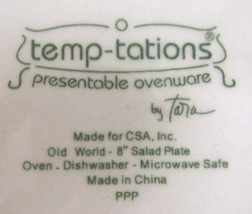 temp-tations®
presentable ovenware
by Tara
Made for CSA, Inc.
Old World - 8" Salad Plate
Oven - Dishwasher - Microwave Safe
Made in China
PPP